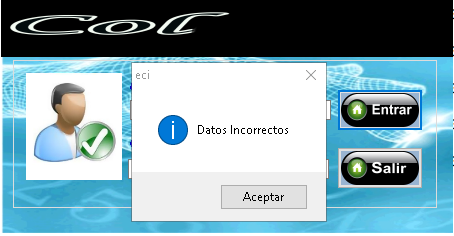 Col
eci
Datos Incorrectos
Entrar
Salir
Aceptar